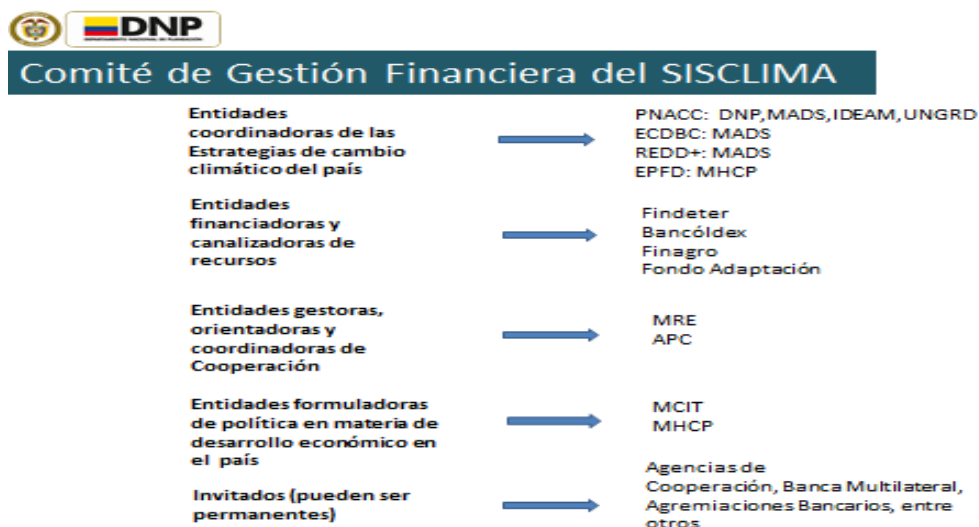 DNP
Comité de Gestión Financiera del SISCLIMA
Entidades
coordinadoras de las
Estrategias de cambio
climático del país
PNACC: DNP,MADS,IDEAM,UNGRD
ECDBC: MADS
REDD+: MADS
EPFD: MHCP
Entidades
financiadoras y
canalizadoras de
recursos
Findeter
Bancóldex
Finagro
Fondo Adaptación
Entidades gestoras,
orientadoras y
coordinadoras de
Cooperación
MRE
APC
Entidades formuladoras
de política en materia de
desarrollo económico en
el país
MCIT
MHCP
Invitados (pueden ser
permanentes)
Agencias de
Cooperación, Banca Multilateral,
Agremiaciones Bancarios, entre
otros